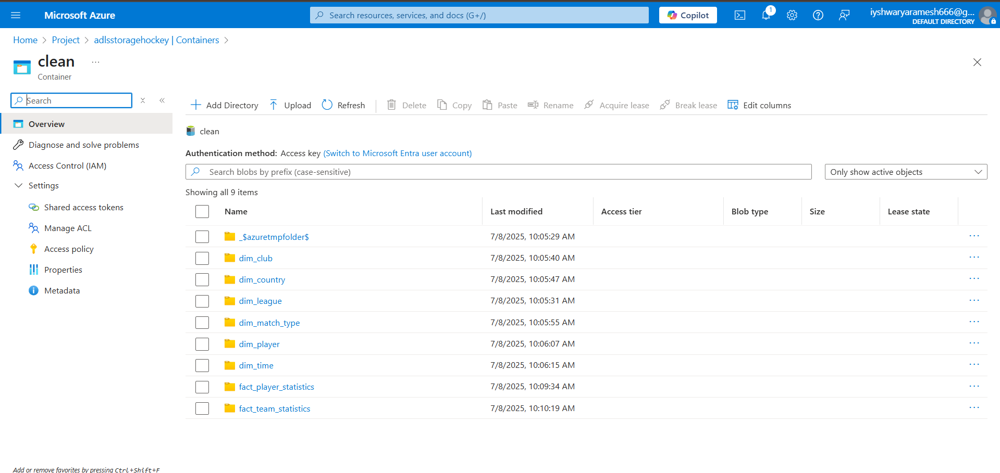 Microsoft Azure
Search resources, services, and docs (G+/)
Copilot
1
iyshwaryaramesh666@g...
DEFAULT DIRECTORY
Home > Project > adlsstoragehockey | Containers >
clean ...
Container
Search
Add Directory Upload Refresh Delete Copy Paste Rename Acquire lease Break lease Edit columns
Overview
Diagnose and solve problems
Access Control (IAM)
Settings
Shared access tokens
Manage ACL
Access policy
Properties
Metadata
clean
Authentication method: Access key (Switch to Microsoft Entra user account)
Search blobs by prefix (case-sensitive)
Only show active objects
Showing all 9 items
Name Last modified Access tier Blob type Size Lease state
_$azuretmpfolder$ 7/8/2025, 10:05:29 AM ...
dim_club 7/8/2025, 10:05:40 AM ...
dim_country 7/8/2025, 10:05:47 AM ...
dim_league 7/8/2025, 10:05:31 AM ...
dim_match_type 7/8/2025, 10:05:55 AM ...
dim_player 7/8/2025, 10:06:07 AM ...
dim_time 7/8/2025, 10:06:15 AM ...
fact_player_statistics 7/8/2025, 10:09:34 AM ...
fact_team_statistics 7/8/2025, 10:10:19 AM ...
Add or remove favorites by pressing Ctrl+Shift+F